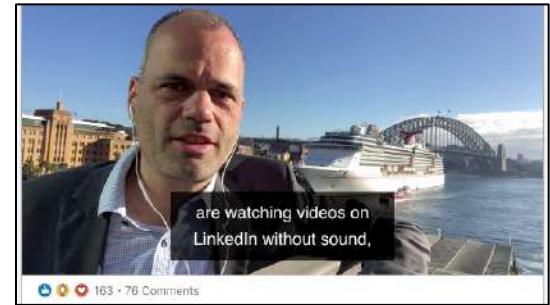 are watching videos on
LinkedIn without sound,
163 • 76 Comments